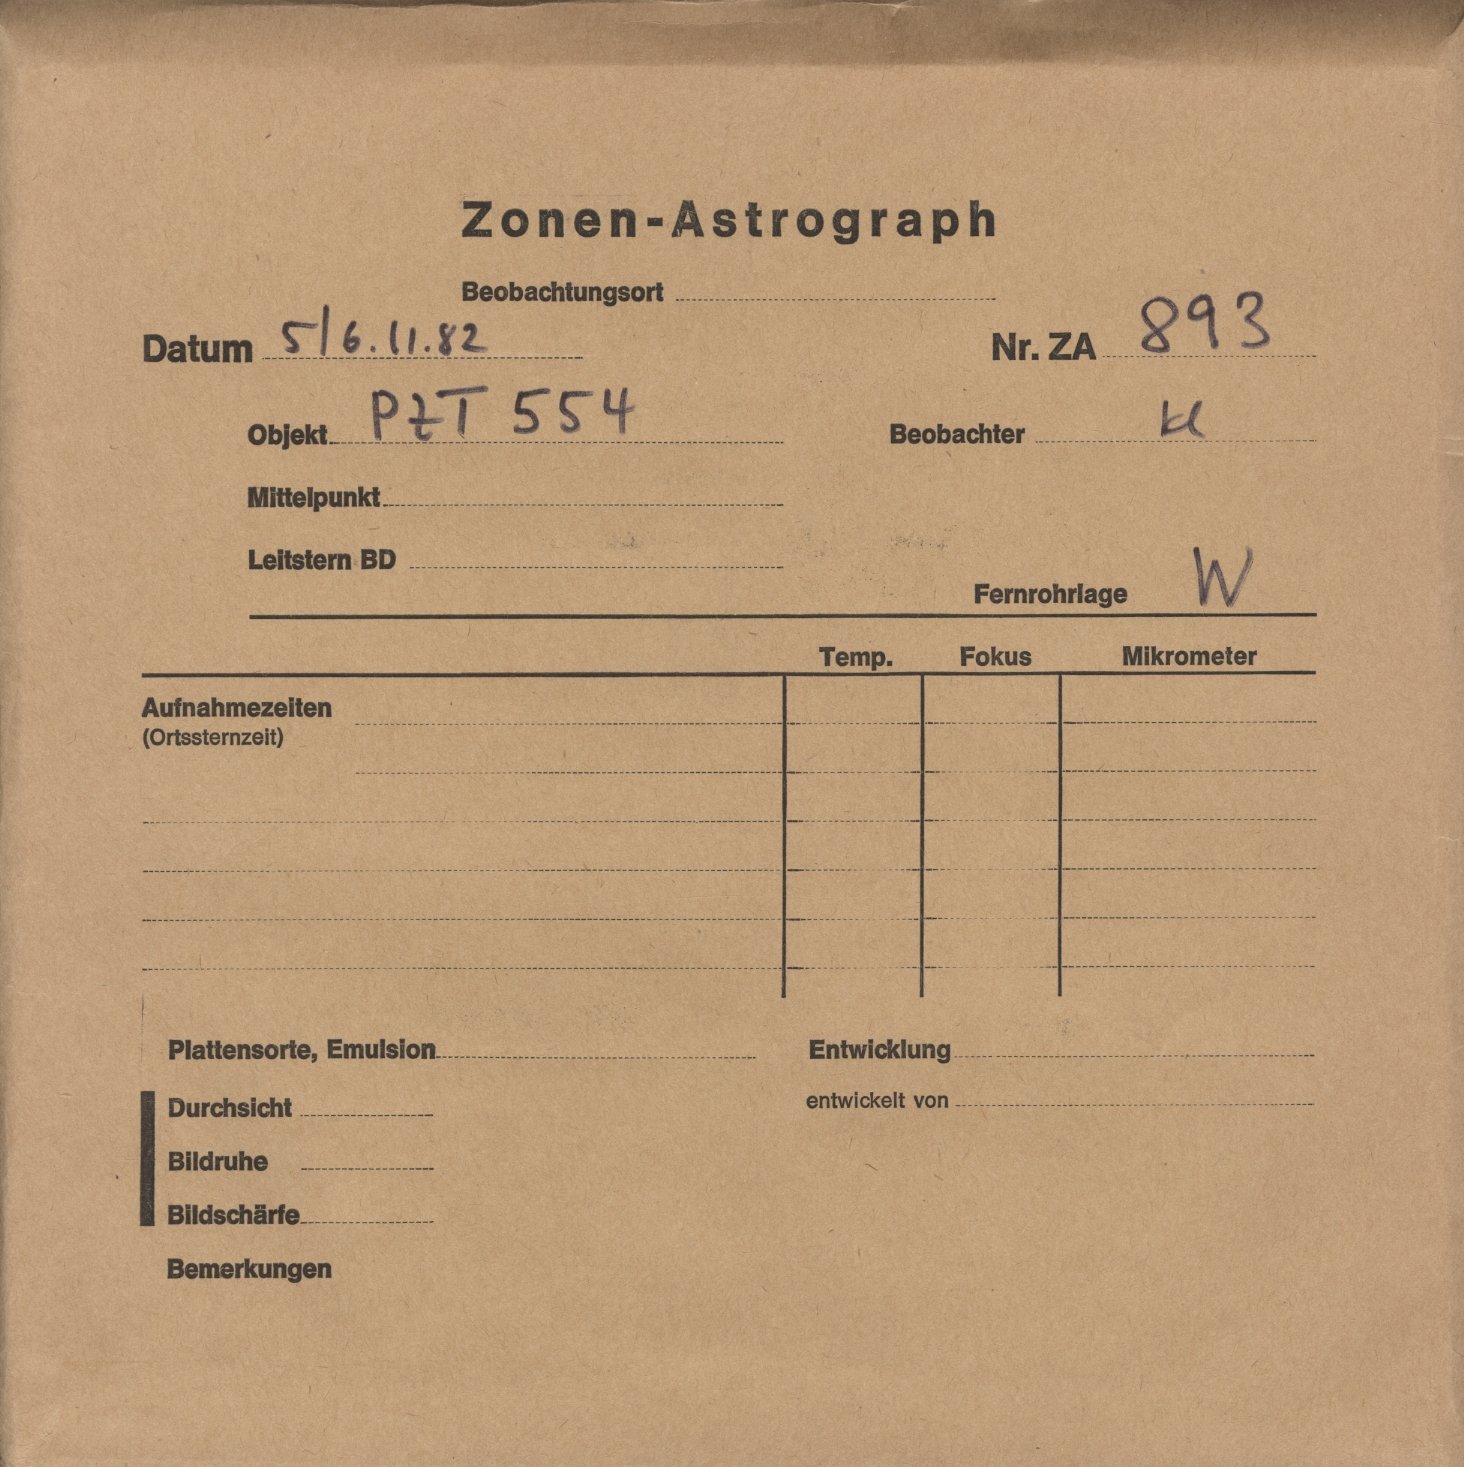 Zonen-Astrograph
Beobachtungsort
Datum 5/6.11.82 Nr. ZA 893
Objekt PZT 554 Beobachter
Mittelpunkt
Leitstern BD
Fernrohrlage W
Temp. Fokus Mikrometer
Aufnahmezeiten
(Ortssternzeit)
Plattensorte, Emulsion Entwicklung
Durchsicht entwickelt von
Bildruhe
Bildschärfe
Bemerkungen